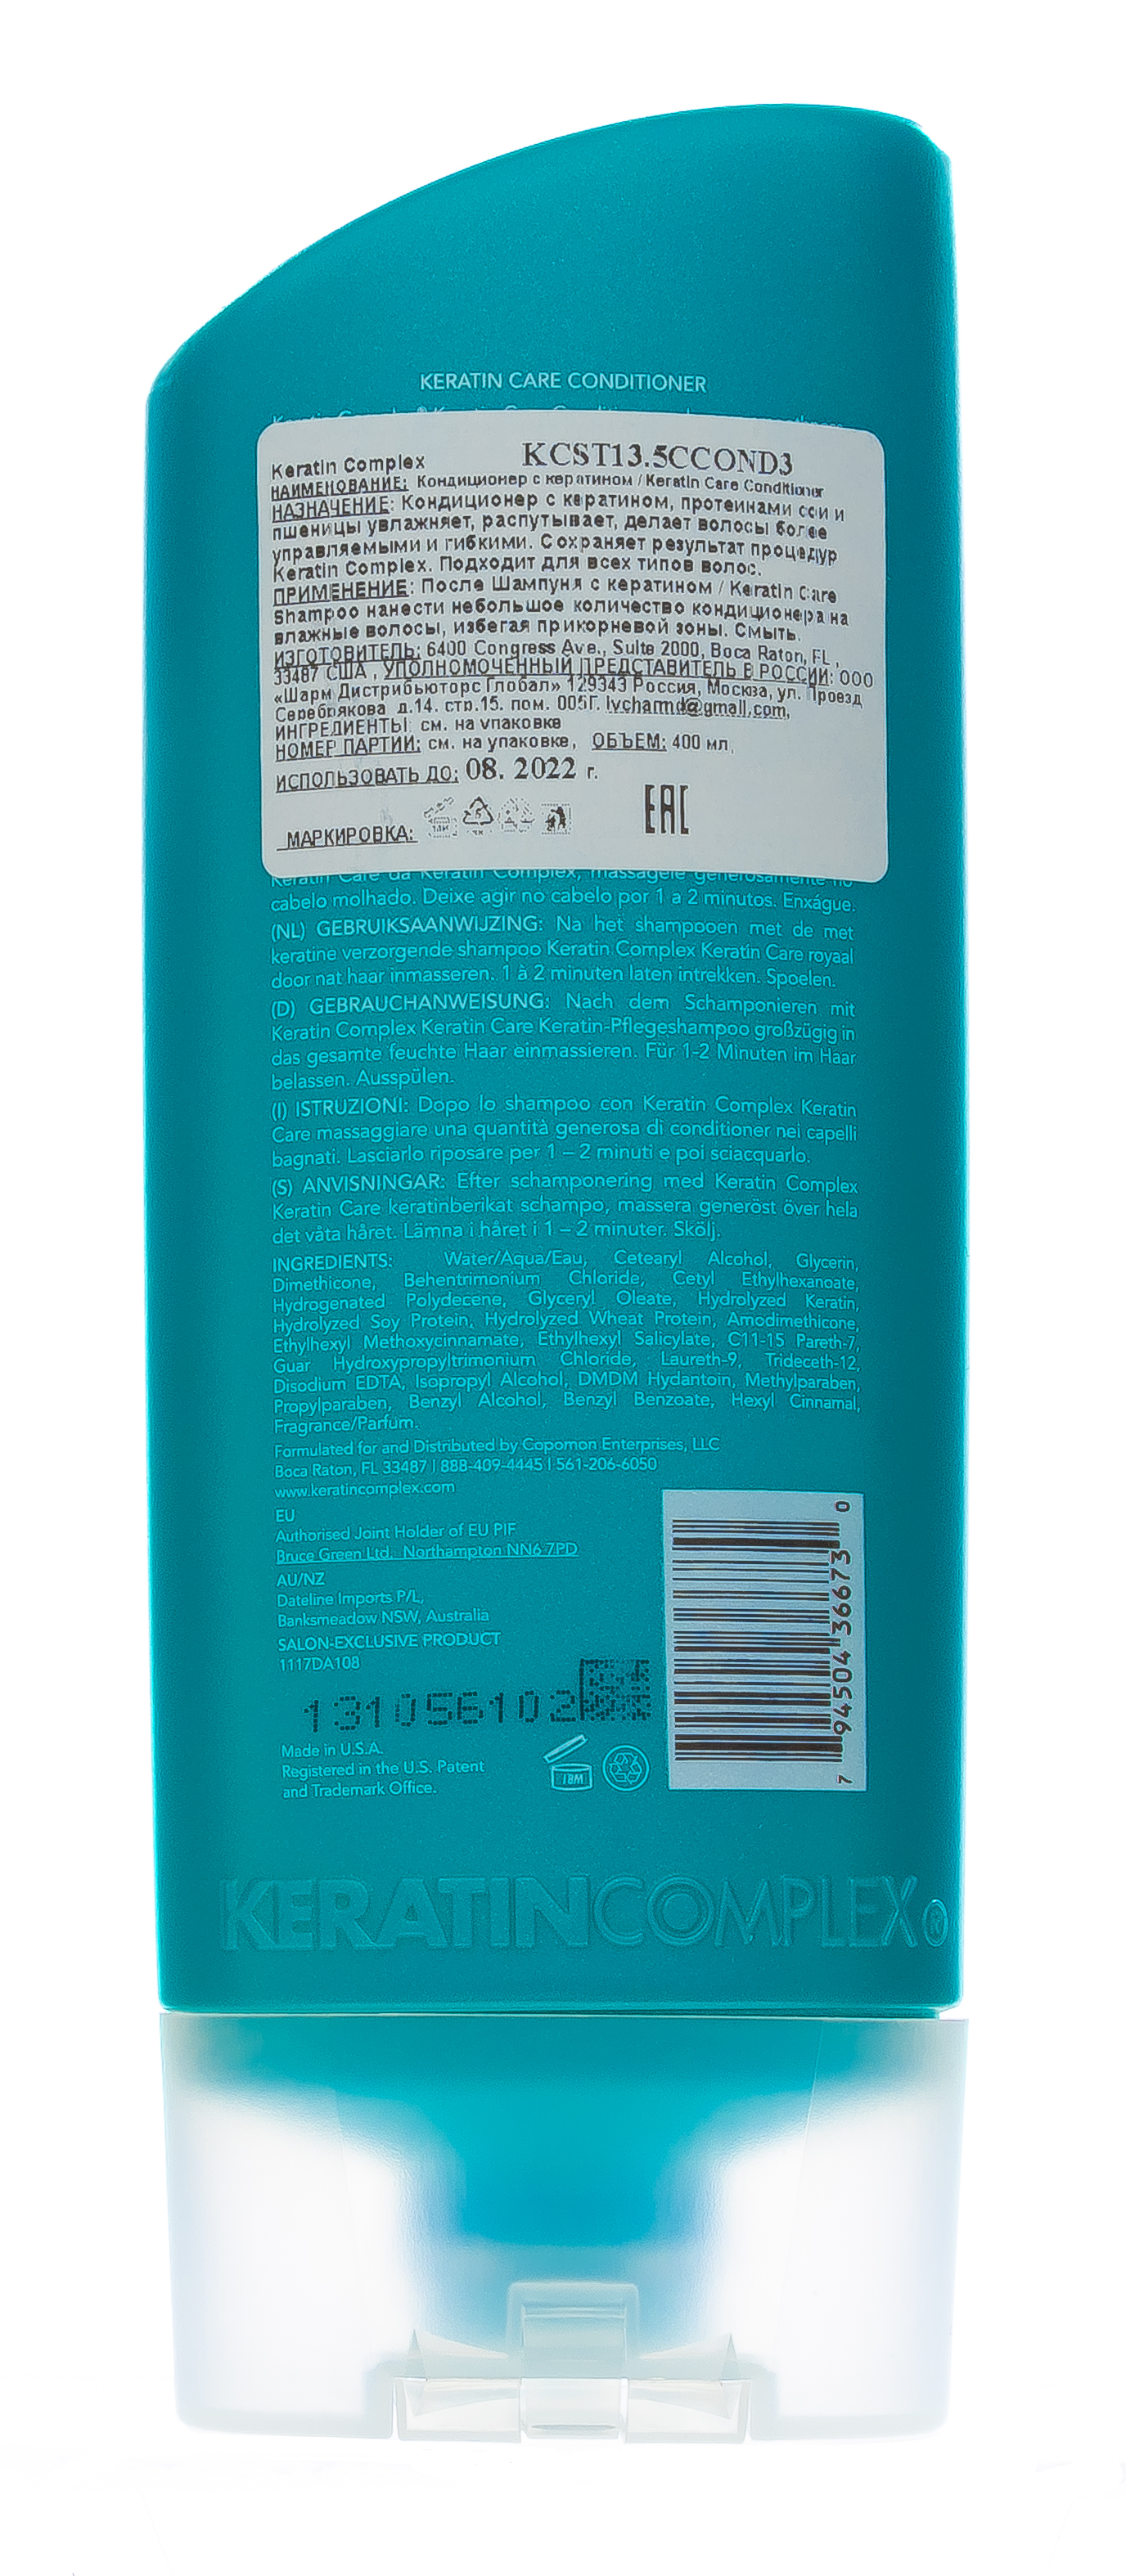 KERATIN CARE CONDITIONER
Keratin Complex
KCST13.5CCOND3
НАИМЕНОВАНИЕ: Кондиционер с кератином / Keratin Care Conditioner
НАЗНАЧЕНИЕ: Кондиционер с кератином, протеинами сои и
пшеницы увлажняет, распутывает, делает волосы более
управляемыми и гибкими. Сохраняет результат процедур
Keratin Complex. Подходит для всех типов волос.
ПРИМЕНЕНИЕ: После Шампуня с кератином / Keratin Care
Shampoo нанести небольшое количество кондиционера на
влажные волосы, избегая прикорневой зоны. Смыть.
ИЗГОТОВИТЕЛЬ: 6400 Congress Ave., Suite 2000, Boca Raton, FL ,
33487 США , УПОЛНОМОЧЕННЫЙ ПРЕДСТАВИТЕЛЬ В РОССИИ: ООО
«Шарм Дистрибьюторс Глобал» 129343 Россия, Москва, ул. Проезд
Серебрякова д.14. стр.15. пом. 005Г. lvcharmd@gmail.com,
ИНГРЕДИЕНТЫ: см. на упаковке
НОМЕР ПАРТИИ: см. на упаковке, ОБЪЕМ: 400 мл,
ИСПОЛЬЗОВАТЬ ДО: 08. 2022 г.
МАРКИРОВКА:
EAC
Keratin Care da Keratin Complex, massageie generosamente no
cabelo molhado. Deixe agir no cabelo por 1 a 2 minutos. Enxágue.
(NL) GEBRUIKSAANWIJZING: Na het shampooen met de met
keratine verzorgende shampoo Keratin Complex Keratin Care royaal
door nat haar inmasseren. 1 à 2 minuten laten intrekken. Spoelen.
(D) GEBRAUCHANWEISUNG: Nach dem Schamponieren mit
Keratin Complex Keratin Care Keratin-Pflegeshampoo großzügig in
das gesamte feuchte Haar einmassieren. Für 1-2 Minuten im Haar
belassen. Ausspülen.
(I) ISTRUZIONI: Dopo lo shampoo con Keratin Complex Keratin
Care massaggiare una quantità generosa di conditioner nei capelli
bagnati. Lasciarlo riposare per 1 – 2 minuti e poi sciacquarlo.
(S) ANVISNINGAR: Efter schamponering med Keratin Complex
Keratin Care keratinberikat schampo, massera generöst över hela
det våta håret. Lämna i håret i 1 – 2 minuter. Skölj.
INGREDIENTS: Water/Aqua/Eau, Cetearyl Alcohol, Glycerin,
Dimethicone, Behentrimonium Chloride, Cetyl Ethylhexanoate,
Hydrogenated Polydecene, Glyceryl Oleate, Hydrolyzed Keratin,
Hydrolyzed Soy Protein, Hydrolyzed Wheat Protein, Amodimethicone,
Ethylhexyl Methoxycinnamate, Ethylhexyl Salicylate, C11-15 Pareth-7,
Guar Hydroxypropyltrimonium Chloride, Laureth-9, Trideceth-12,
Disodium EDTA, Isopropyl Alcohol, DMDM Hydantoin, Methylparaben,
Propylparaben, Benzyl Alcohol, Benzyl Benzoate, Hexyl Cinnamal,
Fragrance/Parfum.
Formulated for and Distributed by Copomon Enterprises, LLC
Boca Raton, FL 33487 | 888-409-4445 | 561-206-6050
www.keratincomplex.com
EU
Authorised Joint Holder of EU PIF
Bruce Green Ltd. Northampton NN6 7PD
AU/NZ
Dateline Imports P/L,
Banksmeadow NSW, Australia
SALON-EXCLUSIVE PRODUCT
1117DA108
131056102
Made in U.S.A.
Registered in the U.S. Patent
and Trademark Office.
18M
7 94504 36673 0
KERATINCOMPLEX®